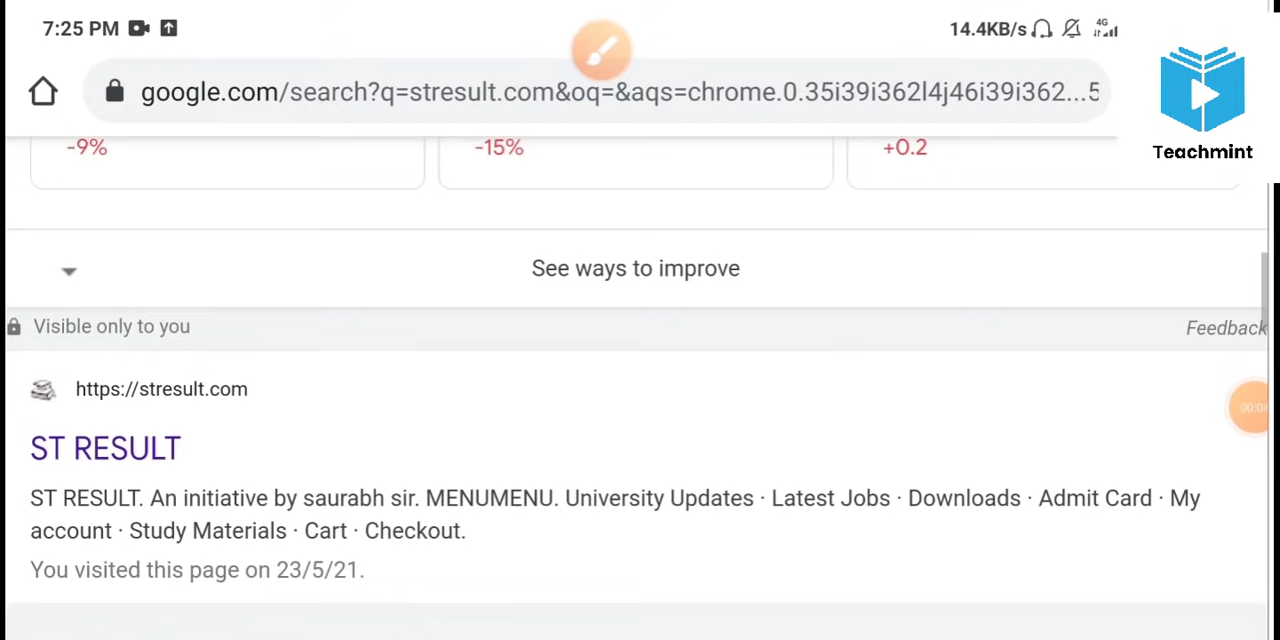 7:25 PM
14.4KB/s
4G
google.com/search?q=stresult.com&oq=&aqs=chrome.0.35i39i362l4j46i39i362...5
Teachmint
-9%
-15%
+0.2
See ways to improve
Visible only to you
Feedback
https://stresult.com
00:04
ST RESULT
ST RESULT. An initiative by saurabh sir. MENUMENU. University Updates · Latest Jobs · Downloads · Admit Card · My
account · Study Materials · Cart · Checkout.
You visited this page on 23/5/21.